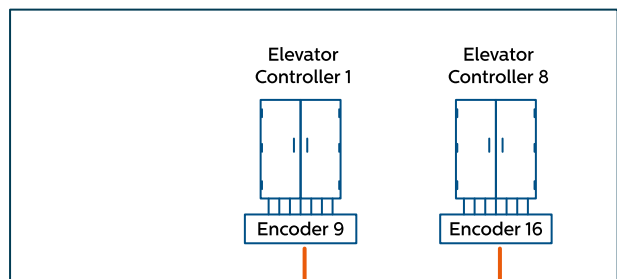 Elevator
Controller 1
Elevator
Controller 8
Encoder 9
Encoder 16